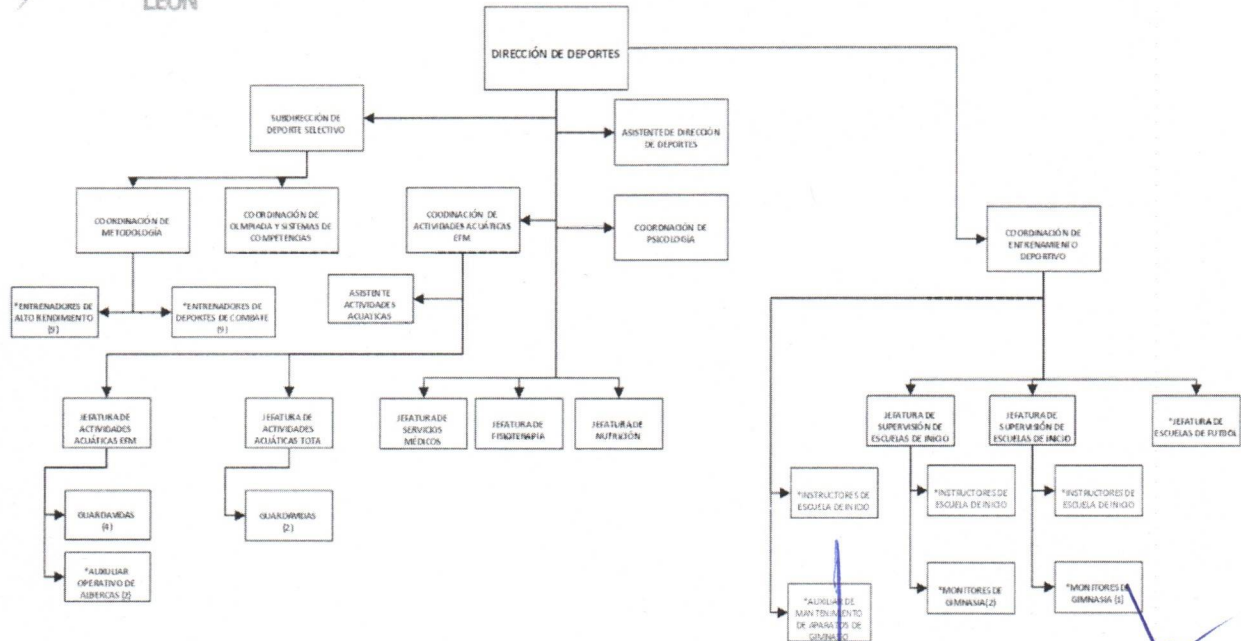 LEÓN
DIRECCIÓN DE DEPORTES
SUBDIRECCIÓN DE
DEPORTE SELECTIVO
ASISTENTE DE DIRECCIÓN
DE DEPORTES
COORDINACIÓN DE
METODOLOGÍA
COORDINACIÓN DE
OLMPIADA Y SISTEMAS DE
COMPETENCIAS
COODINACIÓN DE
ACTIVIDADES ACUÁTICAS
EFM
COORDNACIÓN DE
PSICOLOGÍA
COORDINACIÓN DE
ENTRENAMIENTO
DEPORTIVO
*ENTRENADORES DE
ALTO RENDIMIENTO
*ENTRENADORES DE
DEPORTES DE COMBATE
(9)
ASISTENTE
ACTIVIDADES
ACUATICAS
JEFATURA DE
ACTIVIDADES
ACUÁTICAS EFM
JEFATURA DE
ACTIVIDADES
ACUÁTICAS TOTA
JEFATURA DE
SERVICIOS
MÉDICOS
JEFATURA DE
FISIOTERAPIA
JEFATURA DE
NUTRICIÓN
JEFATURA DE
SUPERVISIÓN DE
ESCUELAS DE INICIO
JEFATURA DE
SUPERVISIÓN DE
ESCUELAS DE INICIO
*JEFATURA DE
ESCUELAS DE FUTBOL
GUARDAVIDAS
(4)
GUARDAVIDAS
(2)
*INSTRUCTORES DE
ESCUELA DE INICIO
*INSTRUCTORES DE
ESCUELA DE INICIO
*INSTRUCTORES DE
ESCUELA DE INICIO
*AUXILIAR
OPERATIVO DE
ALBERCAS (2)
*AUXILIAR DE
MANTENIMIENTO
DE APARATOS DE
GIMNASIO
*MONITORES DE
GIMNASIA(2)
*MONITORES DE
GIMNASIA (1)